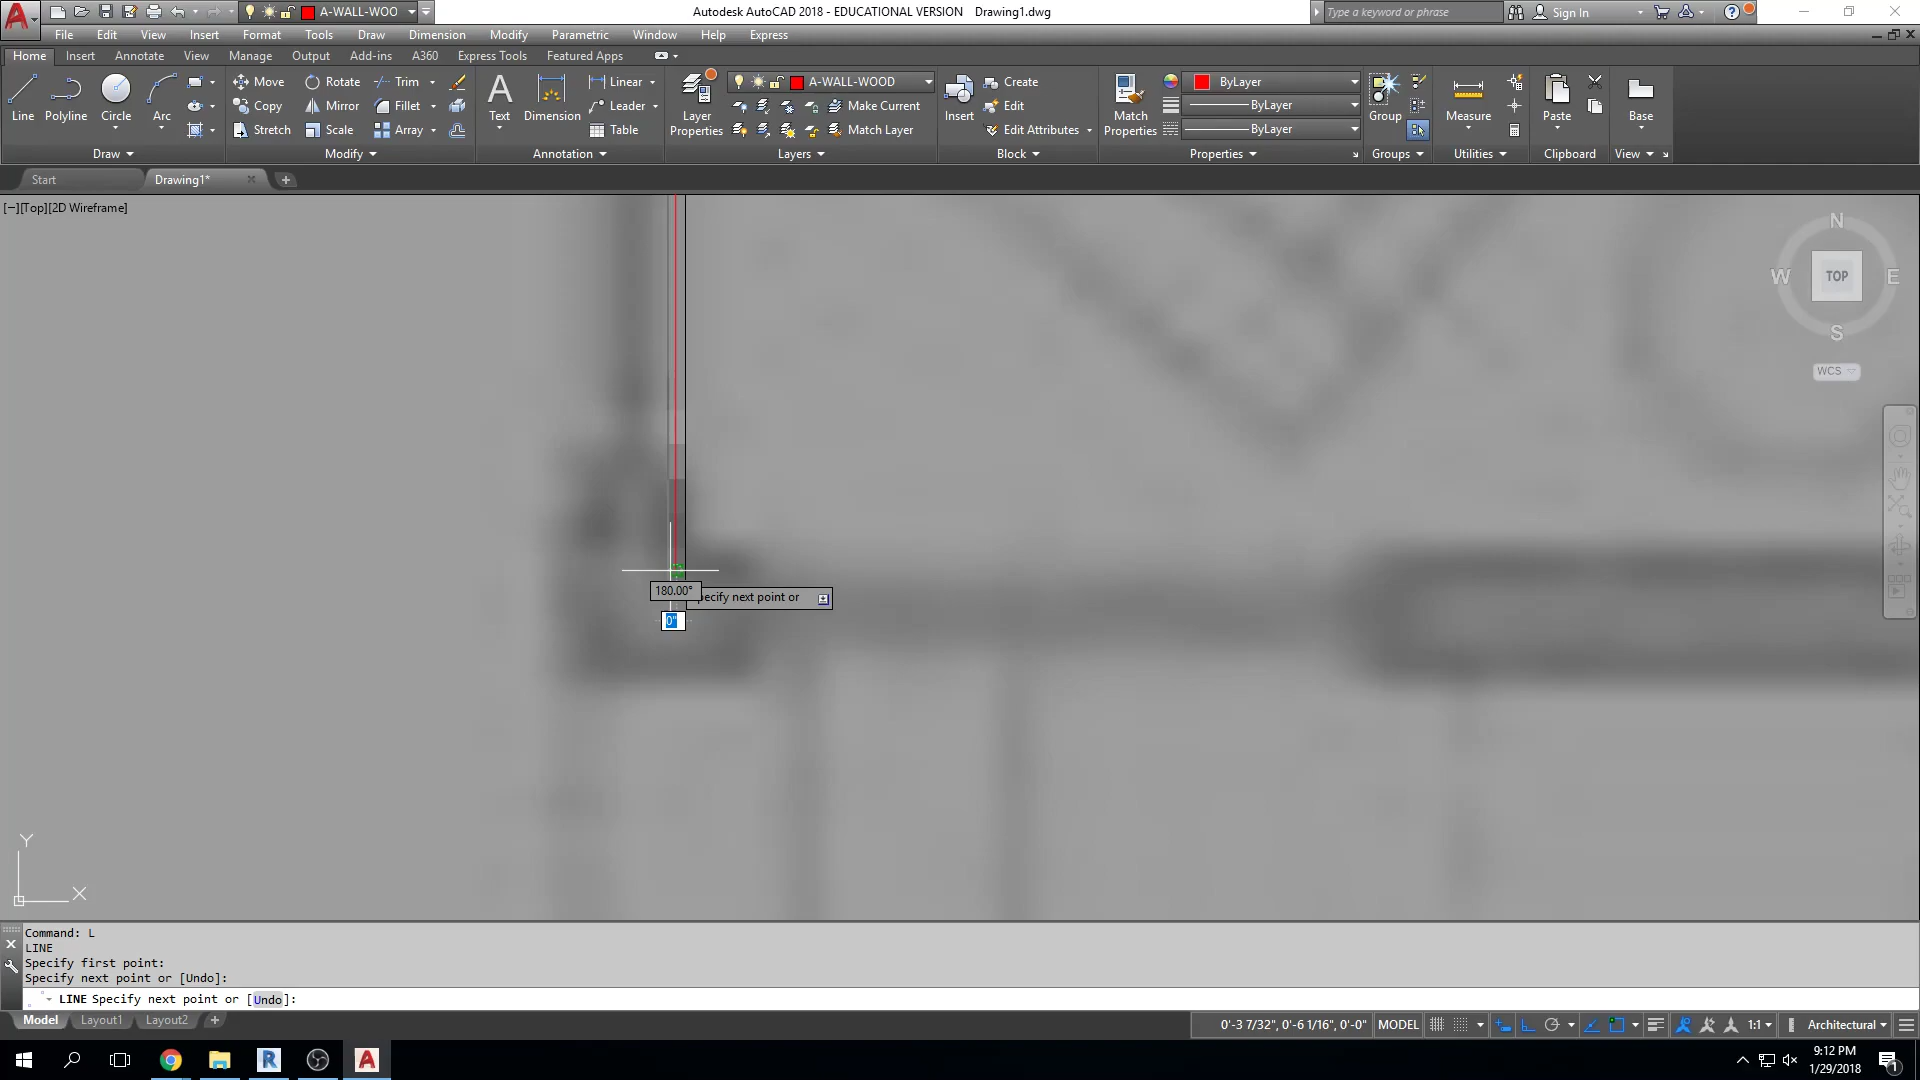 A-WALL-WOO
Autodesk AutoCAD 2018 - EDUCATIONAL VERSION Drawing1.dwg
Type a keyword or phrase
Sign In
File Edit View Insert Format Tools Draw Dimension Modify Parametric Window Help Express
Home Insert Annotate View Manage Output Add-ins A360 Express Tools Featured Apps
Move Rotate Trim Linear A-WALL-WOOD Create ByLayer
Copy Mirror Fillet Leader Make Current Edit ByLayer
Line Polyline Circle Arc Text Dimension Layer Properties Insert Match Properties Group Measure Paste Base
Stretch Scale Array Table Match Layer Edit Attributes ByLayer
Draw Modify Annotation Layers Block Properties Groups Utilities Clipboard View
Start Drawing1*
[−][Top][2D Wireframe]
N
W TOP E
S
WCS
180.00°
pecify next point or
0"
Y
X
Command: L
LINE
Specify first point:
Specify next point or [Undo]:
LINE Specify next point or [Undo]:
Model Layout1 Layout2
0'-3 7/32", 0'-6 1/16", 0'-0" MODEL 1:1 Architectural
9:12 PM
1/29/2018
1